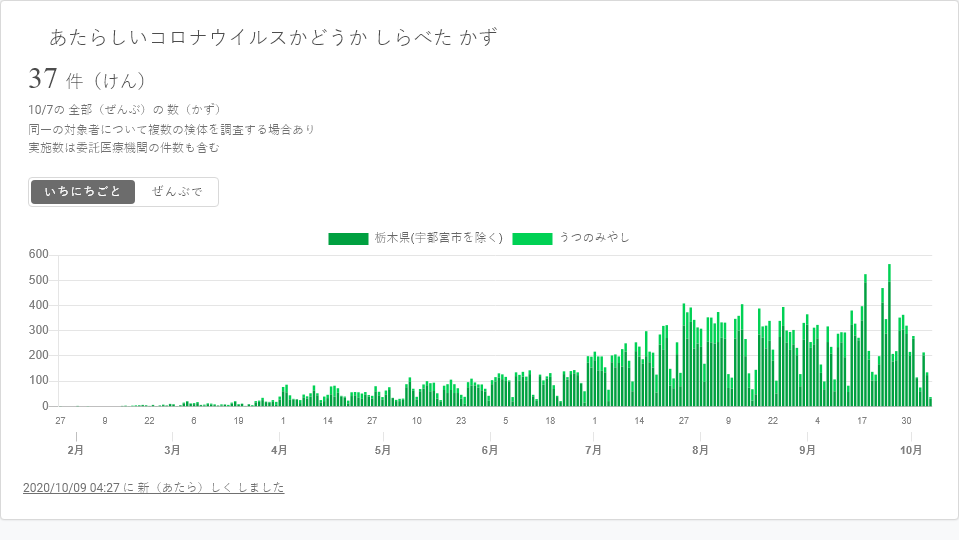 あたらしいコロナウイルスかどうか しらべた かず
37 件（けん）
10/7の 全部（ぜんぶ）の 数（かず）
同一の対象者について複数の検体を調査する場合あり
実施数は委託医療機関の件数も含む
いちにちごと ぜんぶで
栃木県(宇都宮市を除く) うつのみやし
600
500
400
300
200
100
0
27 9 22 6 19 1 14 27 10 23 5 18 1 14 27 9 22 4 17 30
2月 3月 4月 5月 6月 7月 8月 9月 10月
2020/10/09 04:27 に 新（あたら）しく しました